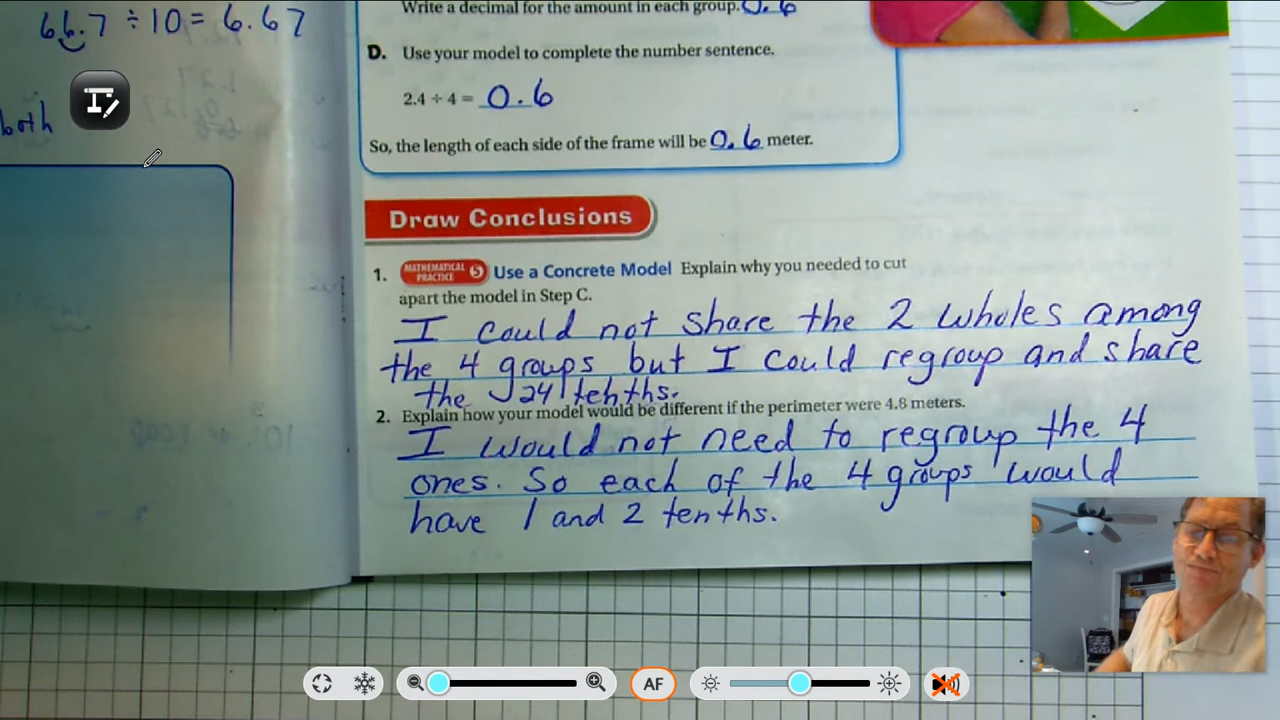 66.7 ÷ 10 = 6.67
both
Write a decimal for the amount in each group. 0.6
D. Use your model to complete the number sentence.
2.4 ÷ 4 = 0.6
So, the length of each side of the frame will be 0.6 meter.
Draw Conclusions
1. MATHEMATICAL PRACTICE 5 Use a Concrete Model Explain why you needed to cut
apart the model in Step C.
I could not share the 2 wholes among
the 4 groups but I could regroup and share
the 24 tenths.
2. Explain how your model would be different if the perimeter were 4.8 meters.
I would not need to regroup the 4
ones. So each of the 4 groups would
have 1 and 2 tenths.
AF